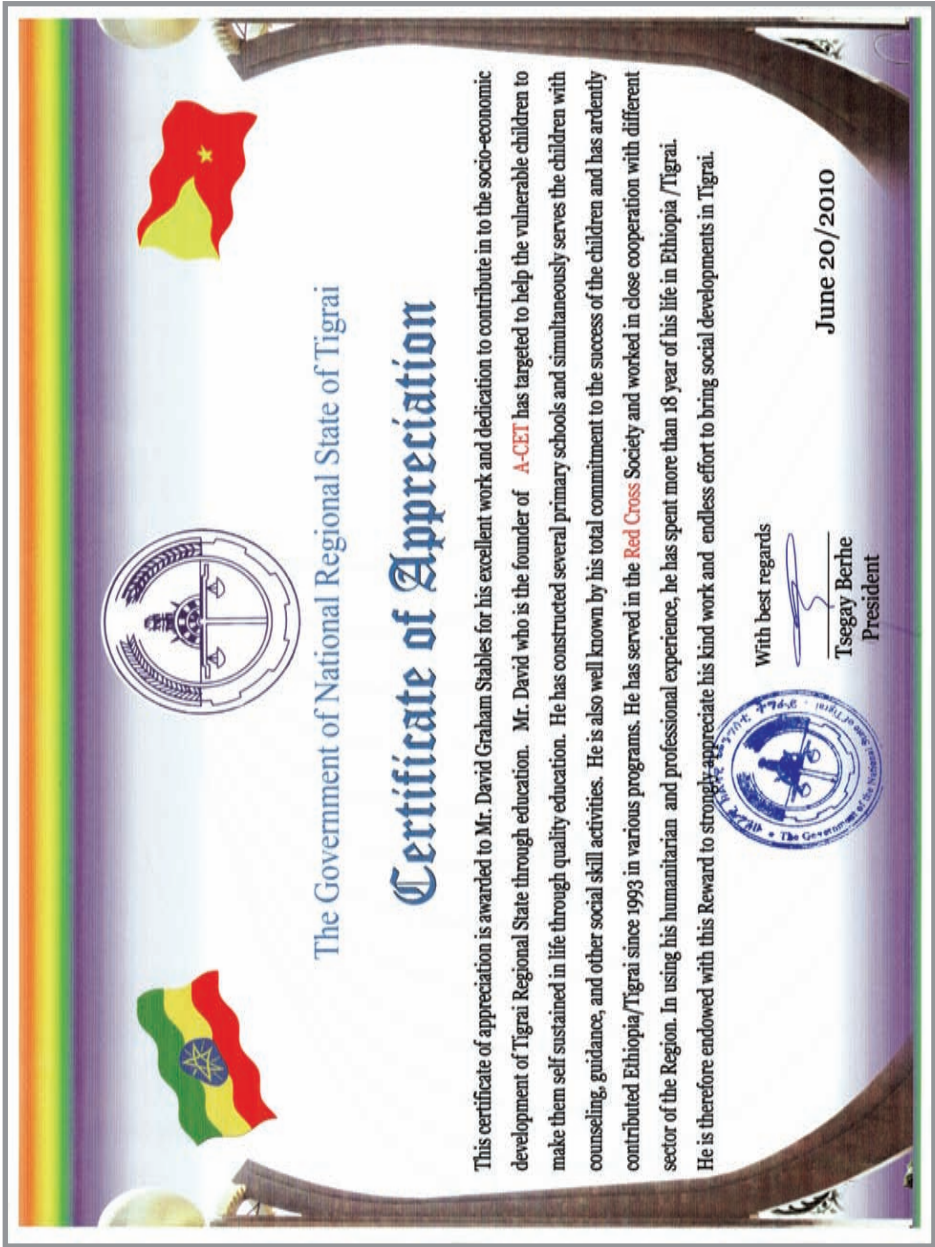 The Government of National Regional State of Tigrai
Certificate of Appreciation
This certificate of appreciation is awarded to Mr. David Graham Stables for his excellent work and dedication to contribute in to the socio-economic
development of Tigrai Regional State through education. Mr. David who is the founder of A-CET has targeted to help the vulnerable children to
make them self sustained in life through quality education. He has constructed several primary schools and simultaneously serves the children with
counseling, guidance, and other social skill activities. He is also well known by his total commitment to the success of the children and has ardently
contributed Ethiopia/Tigrai since 1993 in various programs. He has served in the Red Cross Society and worked in close cooperation with different
sector of the Region. In using his humanitarian and professional experience, he has spent more than 18 year of his life in Ethiopia /Tigrai.
He is therefore endowed with this Reward to strongly appreciate his kind work and endless effort to bring social developments in Tigrai.
With best regards
Tsegay Berhe
President
June 20/2010
The Government of the National State of Tigrai